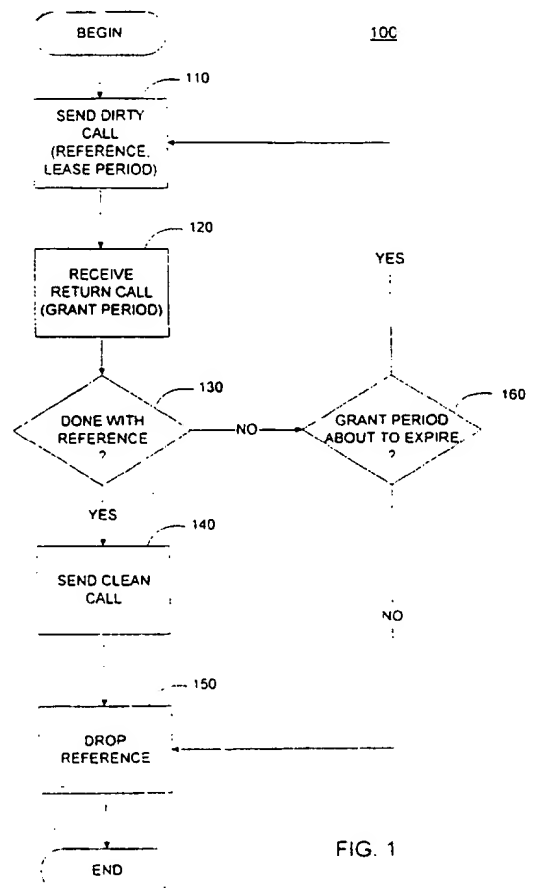 BEGIN
100
110
SEND DIRTY
CALL
(REFERENCE,
LEASE PERIOD)
120
RECEIVE
RETURN CALL
(GRANT PERIOD)
YES
130
DONE WITH
REFERENCE
?
NO
160
GRANT PERIOD
ABOUT TO EXPIRE
?
YES
140
SEND CLEAN
CALL
NO
150
DROP
REFERENCE
END
FIG. 1